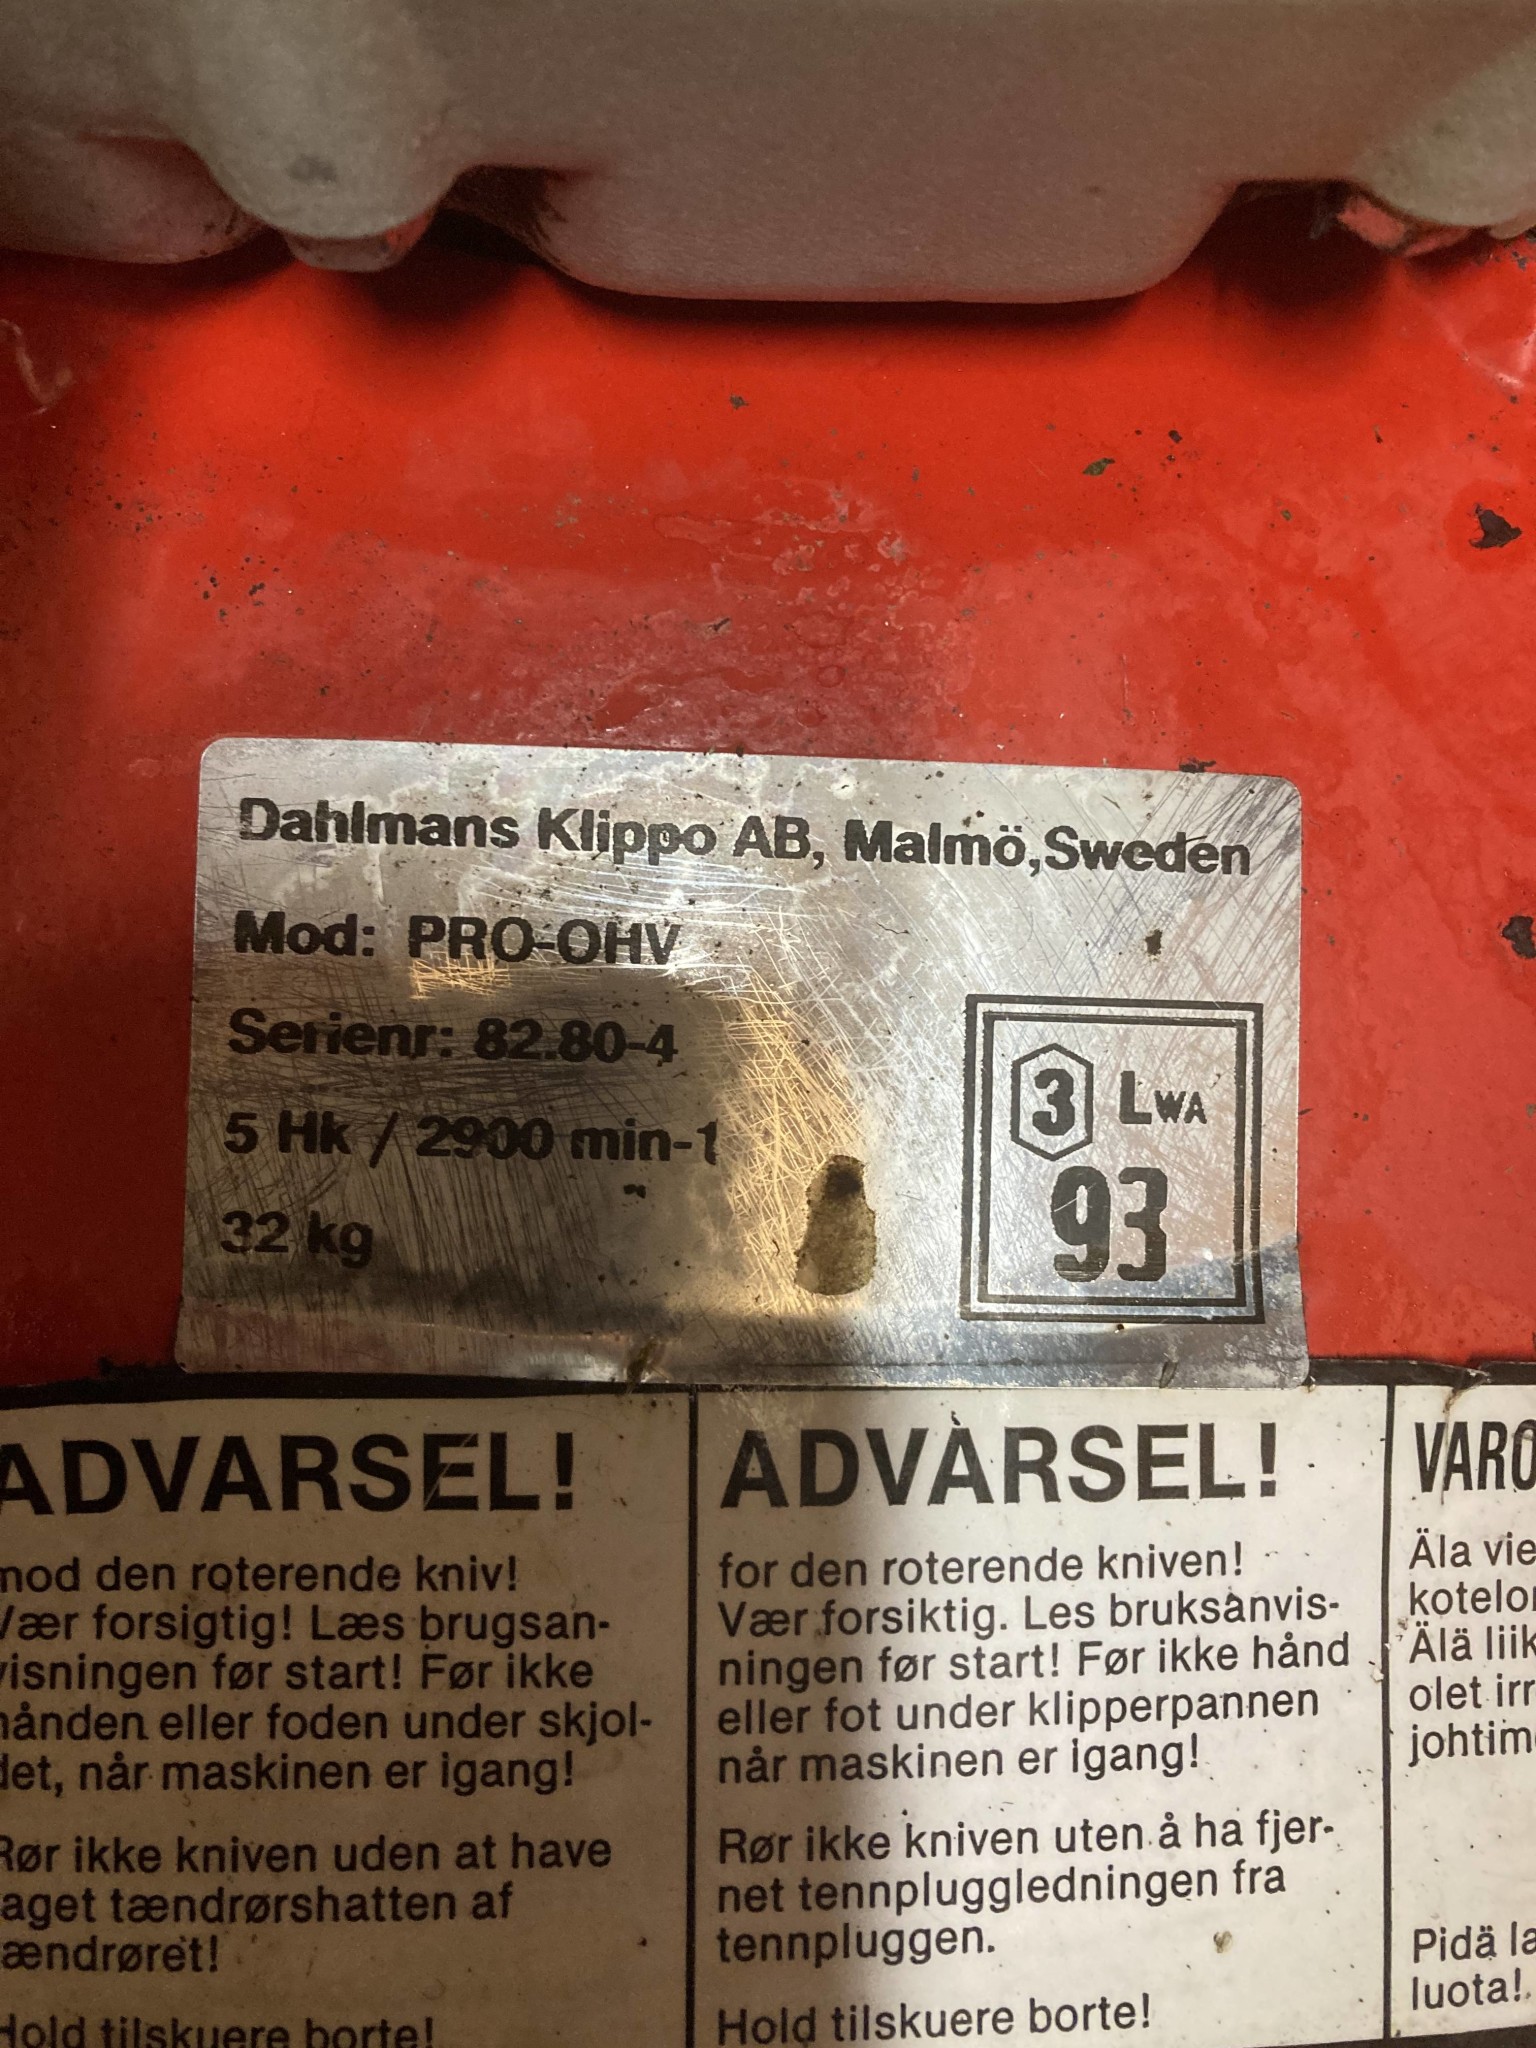 Dahlmans Klippo AB, Malmö, Sweden
Mod: PRO-OHV
Serienr: 82.80-4
5 Hk / 2900 min-1
32 kg
3 LWA
93
ADVARSEL!
mod den roterende kniv!
Vær forsigtig! Læs brugsan-
visningen før start! Før ikke
hånden eller foden under skjol-
det, når maskinen er igang!
Rør ikke kniven uden at have
taget tændrørshatten af
tændrøret!
Hold tilskuere borte!
ADVARSEL!
for den roterende kniven!
Vær forsiktig. Les bruksanvis-
ningen før start! Før ikke hånd
eller fot under klipperpannen
når maskinen er igang!
Rør ikke kniven uten å ha fjer-
net tennpluggledningen fra
tennpluggen.
Hold tilskuere borte!
VARO
Äla vie
kotelo
Älä liik
olet irr
johtim
Pidä la
luota!